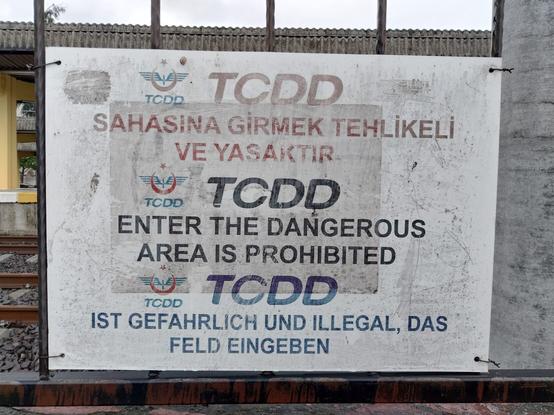 TCDD TCDD
SAHASINA GİRMEK TEHLİKELİ
VE YASAKTIR
TCDD TCDD
ENTER THE DANGEROUS
AREA IS PROHIBITED
TCDD TCDD
IST GEFAHRLICH UND ILLEGAL, DAS
FELD EINGEBEN